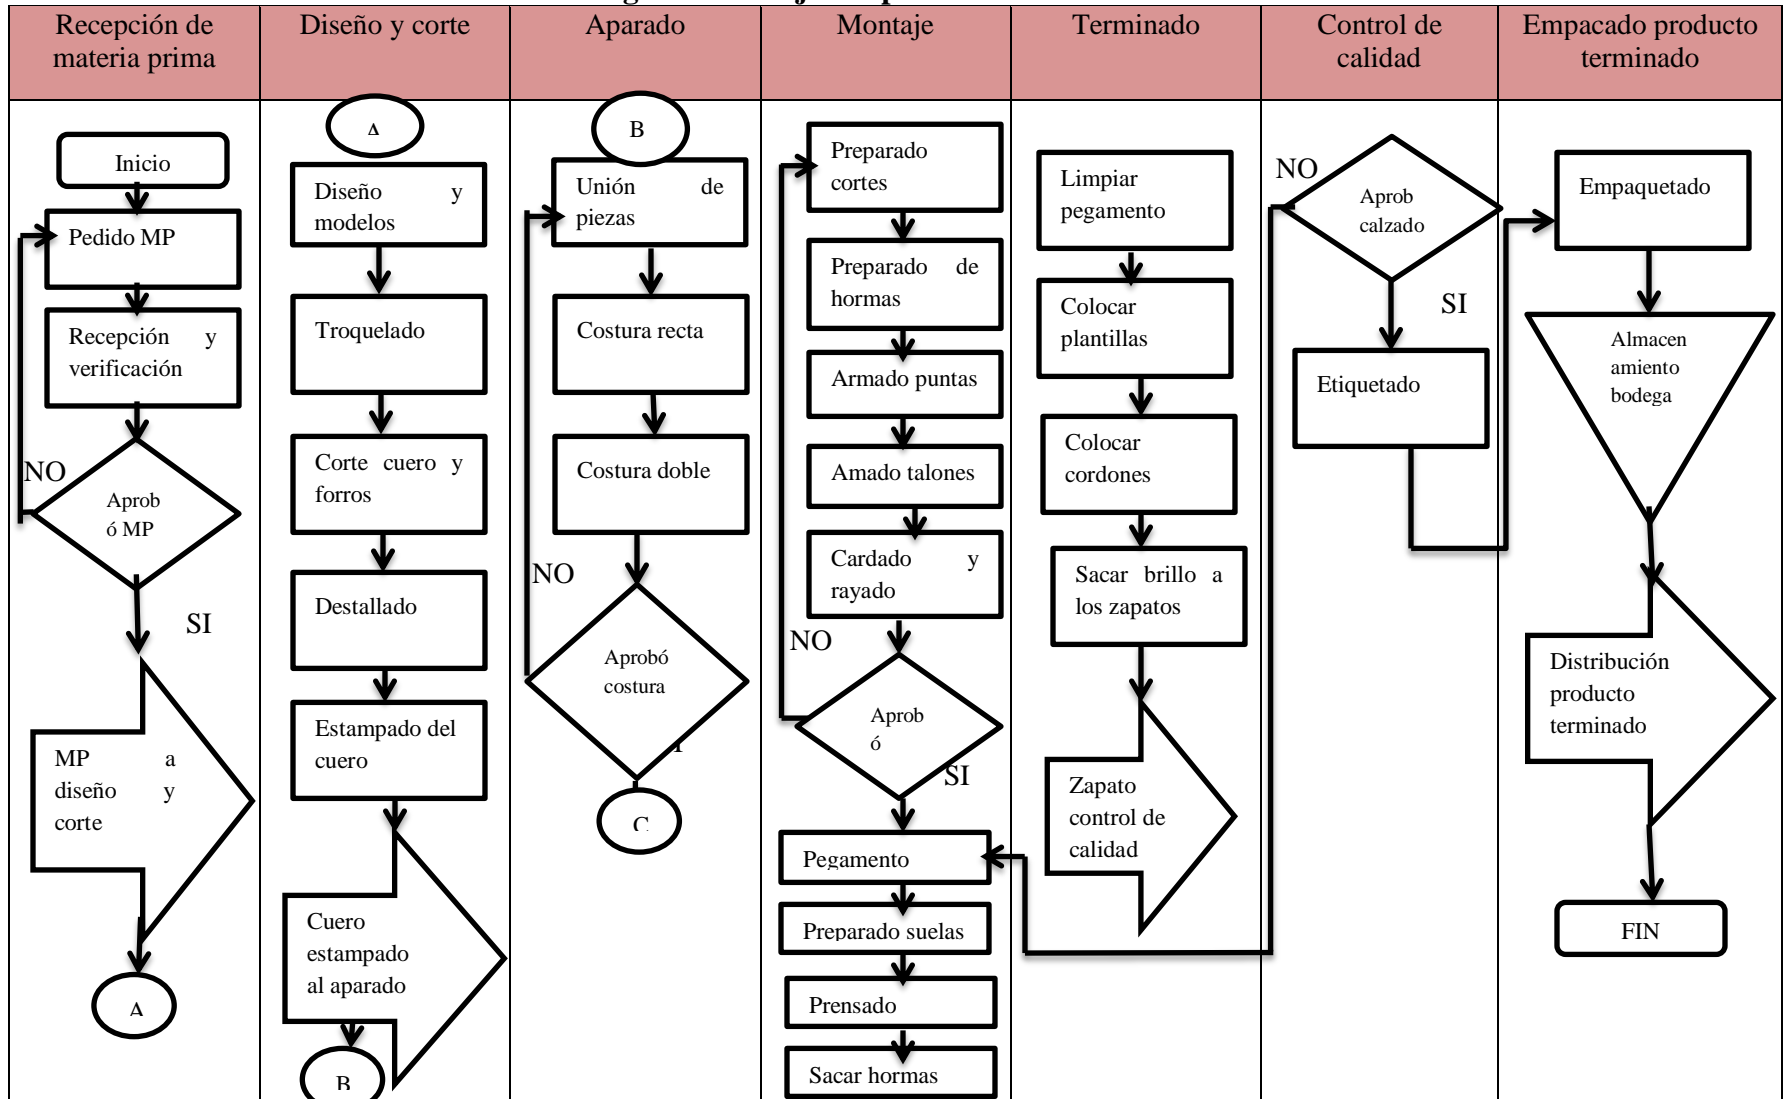 Recepción de
materia prima
Diseño y corte
Aparado
Montaje
Terminado
Control de
calidad
Empacado producto
terminado
Inicio
Pedido MP
Recepción y
verificación
NO
Aprob
ó MP
SI
MP a
diseño y
corte
A
A
Diseño y
modelos
Troquelado
Corte cuero y
forros
Destallado
Estampado del
cuero
Cuero
estampado
al aparado
B
B
Unión de
piezas
Costura recta
Costura doble
NO
Aprobó
costura
C
Preparado
cortes
Preparado de
hormas
Armado puntas
Amado talones
Cardado y
rayado
NO
Aprob
ó
SI
Pegamento
Preparado suelas
Prensado
Sacar hormas
Limpiar
pegamento
Colocar
plantillas
Colocar
cordones
Sacar brillo a
los zapatos
Zapato
control de
calidad
NO
Aprob
calzado
SI
Etiquetado
Empaquetado
Almacen
amiento
bodega
Distribución
producto
terminado
FIN